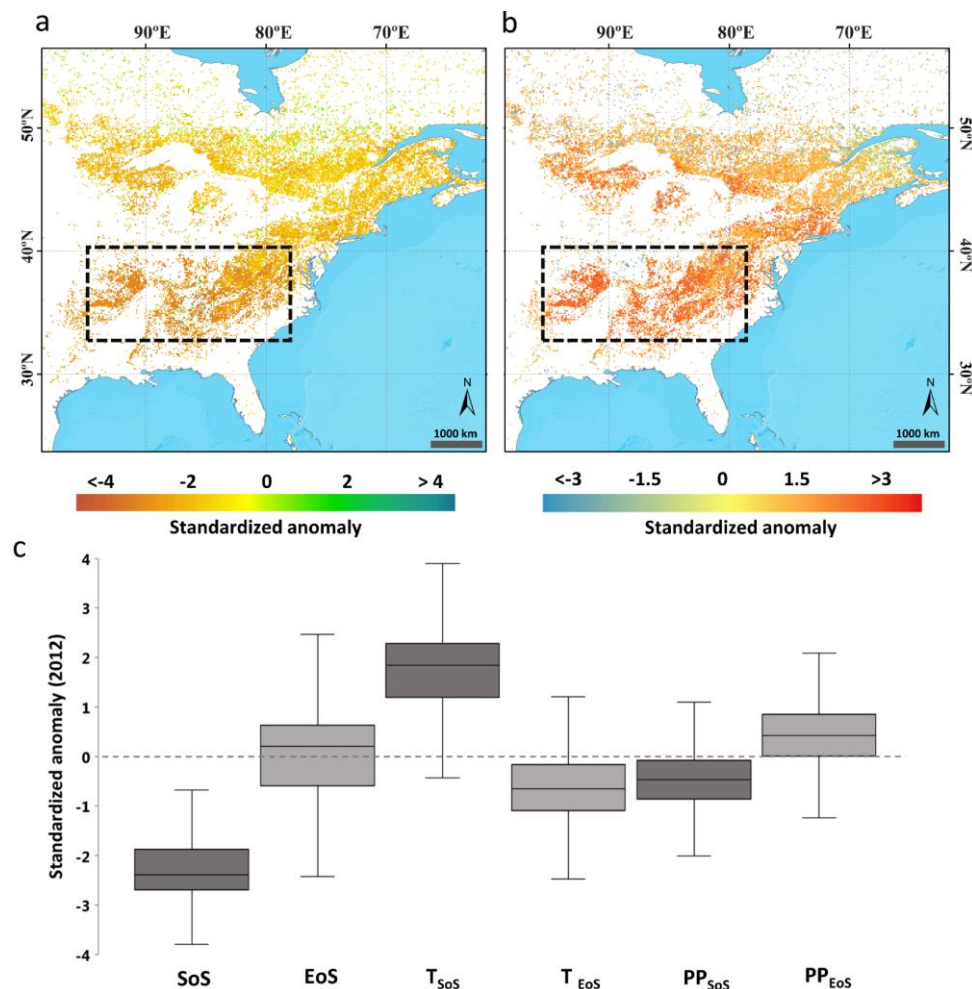 a
b
90ºE 80ºE 70ºE
90ºE 80ºE 70ºE
50ºN
50ºN
40ºN
40ºN
30ºN
30ºN
N
N
1000 km
1000 km
<-4 -2 0 2 > 4
Standardized anomaly
<-3 -1.5 0 1.5 >3
Standardized anomaly
c
Standardized anomaly (2012)
4
3
2
1
0
-1
-2
-3
-4
SoS EoS TSoS T EoS PPSoS PPEoS